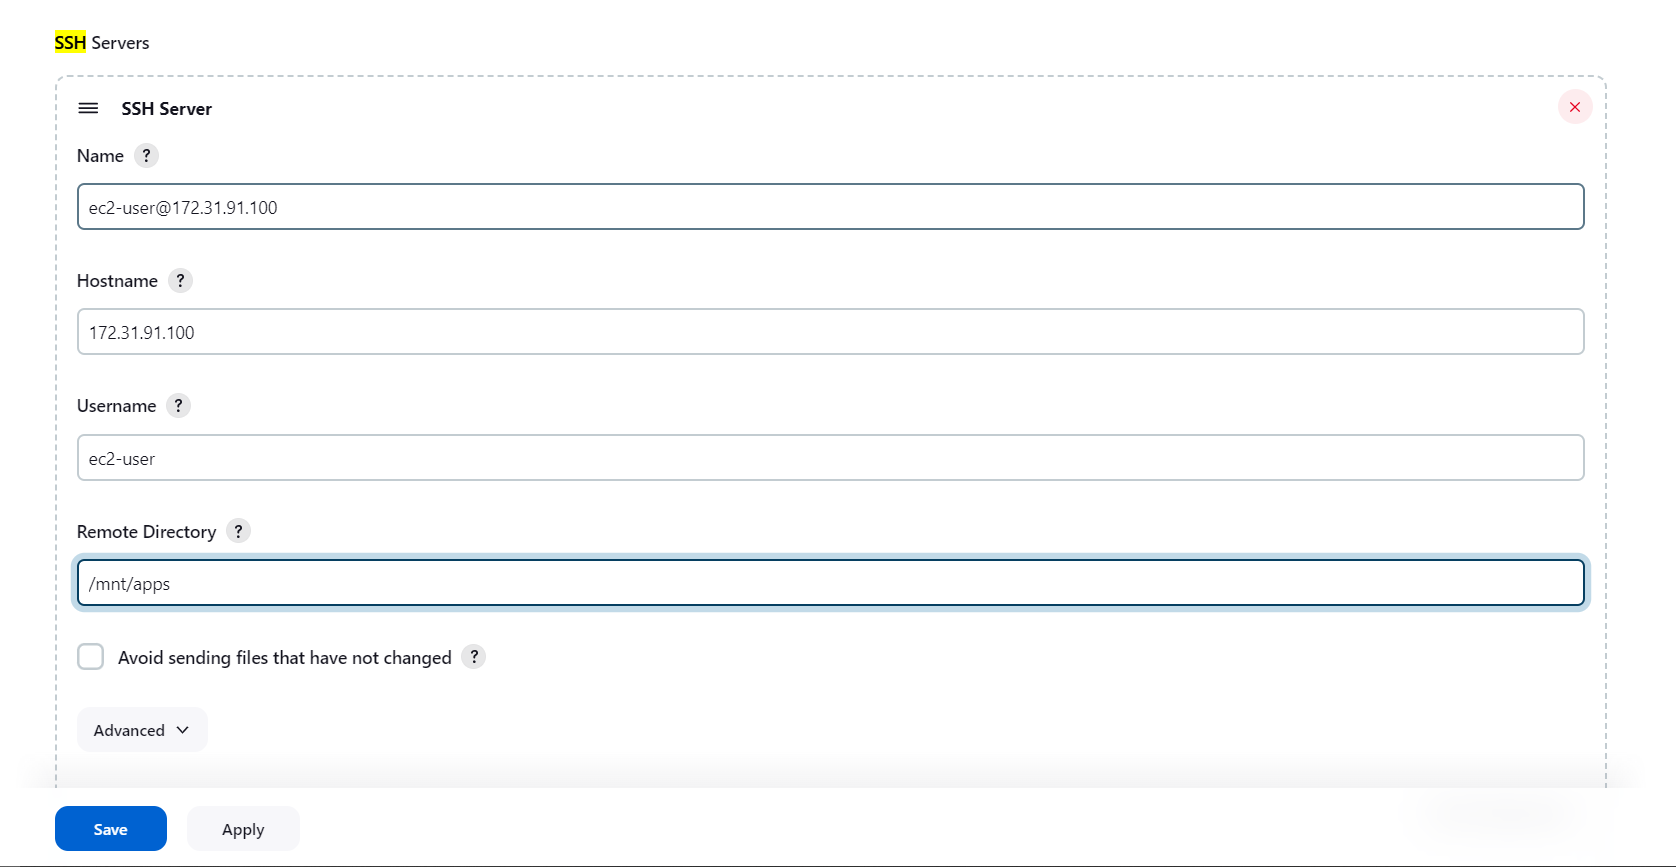 SSH Servers
SSH Server
Name ?
ec2-user@172.31.91.100
Hostname ?
172.31.91.100
Username ?
ec2-user
Remote Directory ?
/mnt/apps
Avoid sending files that have not changed ?
Advanced
Save Apply